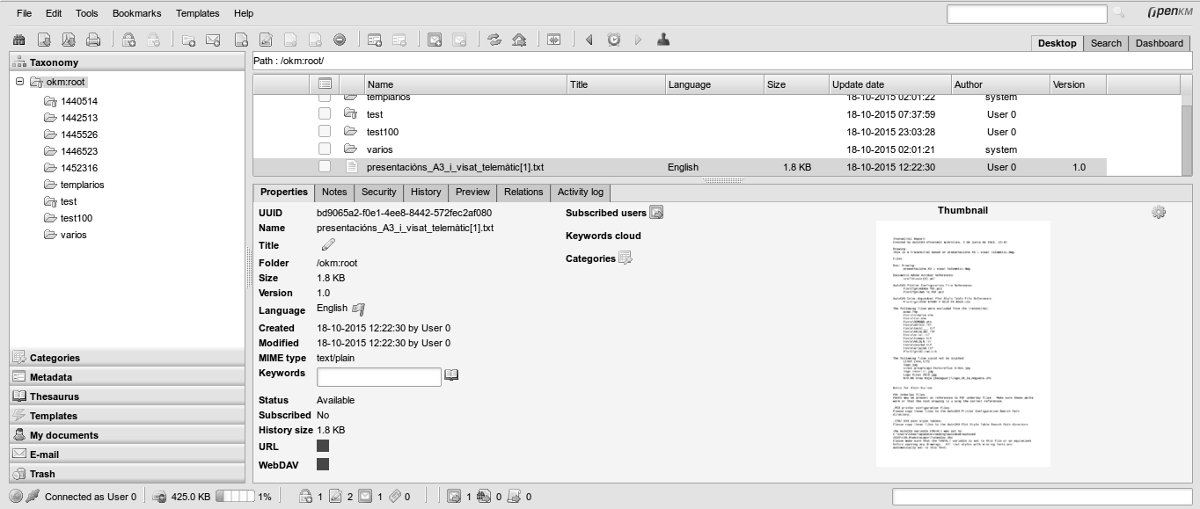 File Edit Tools Bookmarks Templates Help
openKM
Desktop Search Dashboard
Taxonomy
okm:root
1440514
1442513
1445526
1446523
1452316
templarios
test
test100
varios
Categories
Metadata
Thesaurus
Templates
My documents
E-mail
Trash
Path : /okm:root/
Name Title Language Size Update date Author Version
templarios 18-10-2015 02:01:22 system
test 18-10-2015 07:37:59 User 0
test100 18-10-2015 23:03:28 User 0
varios 18-10-2015 02:01:21 system
presentacións_A3_i_visat_telemàtic[1].txt English 1.8 KB 18-10-2015 12:22:30 User 0 1.0
Properties Notes Security History Preview Relations Activity log
UUID bd9065a2-f0e1-4ee8-8442-572fec2af080
Name presentacións_A3_i_visat_telemàtic[1].txt
Title
Folder /okm:root
Size 1.8 KB
Version 1.0
Language English
Created 18-10-2015 12:22:30 by User 0
Modified 18-10-2015 12:22:30 by User 0
MIME type text/plain
Keywords
Status Available
Subscribed No
History size 1.8 KB
URL
WebDAV
Subscribed users
Keywords cloud
Categories
Thumbnail
Connected as User 0 425.0 KB 1% 1 2 1 0 1 0 0